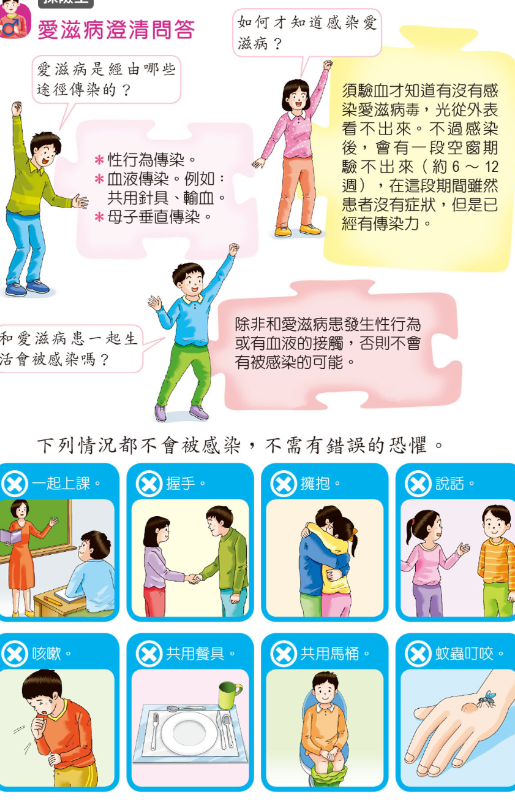 愛滋病澄清問答
如何才知道感染愛
滋病？
愛滋病是經由哪些
途徑傳染的？
須驗血才知道有沒有感
染愛滋病毒，光從外表
看不出來。不過感染
後，會有一段空窗期
驗不出來（約6～12
週），在這段期間雖然
患者沒有症狀，但是已
經有傳染力。
＊性行為傳染。
＊血液傳染。例如：
共用針具、輸血。
＊母子垂直傳染。
和愛滋病患一起生
活會被感染嗎？
除非和愛滋病患發生性行為
或有血液的接觸，否則不會
有被感染的可能。
下列情況都不會被感染，不需有錯誤的恐懼。
一起上課。
握手。
擁抱。
說話。
咳嗽。
共用餐具。
共用馬桶。
蚊蟲叮咬。